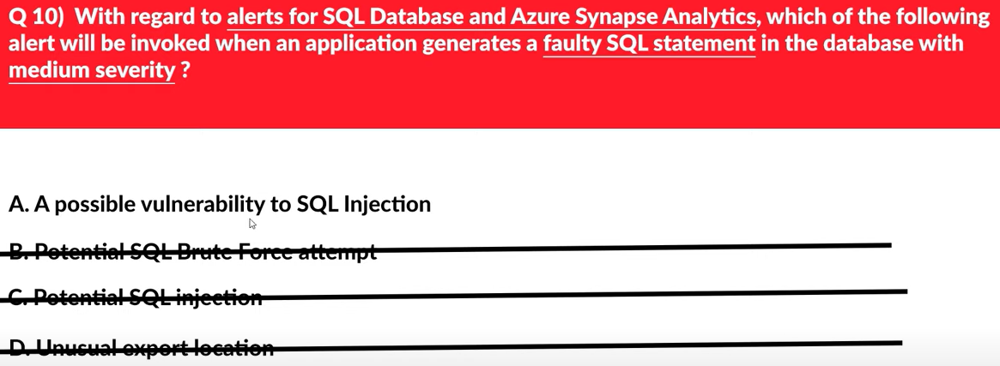 Q 10) With regard to alerts for SQL Database and Azure Synapse Analytics, which of the following
alert will be invoked when an application generates a faulty SQL statement in the database with
medium severity ?
A. A possible vulnerability to SQL Injection
B. Potential SQL Brute Force attempt
C. Potential SQL injection
D. Unusual export location